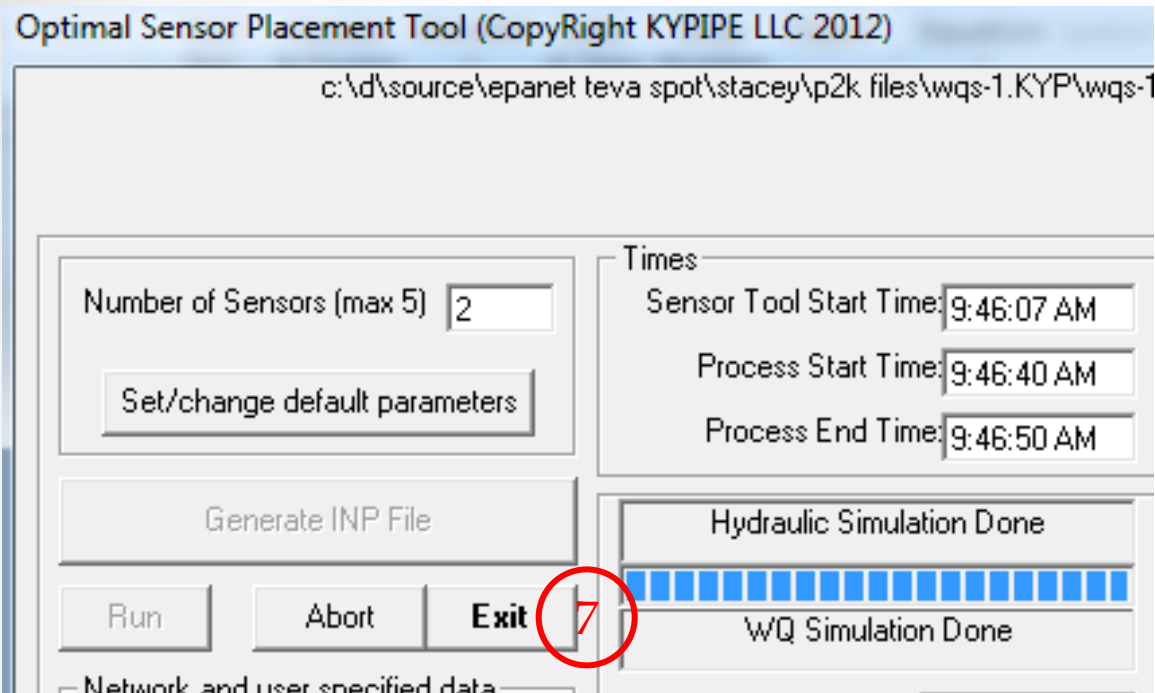 Optimal Sensor Placement Tool (CopyRight KYPIPE LLC 2012)
c:\d\source\epanet teva spot\stacey\p2k files\wqs-1.KYP\wqs-1
Number of Sensors (max 5) 2
Set/change default parameters
Times
Sensor Tool Start Time: 9:46:07 AM
Process Start Time: 9:46:40 AM
Process End Time: 9:46:50 AM
Generate INP File
Hydraulic Simulation Done
Run Abort Exit 7
WQ Simulation Done
Network and user specified data